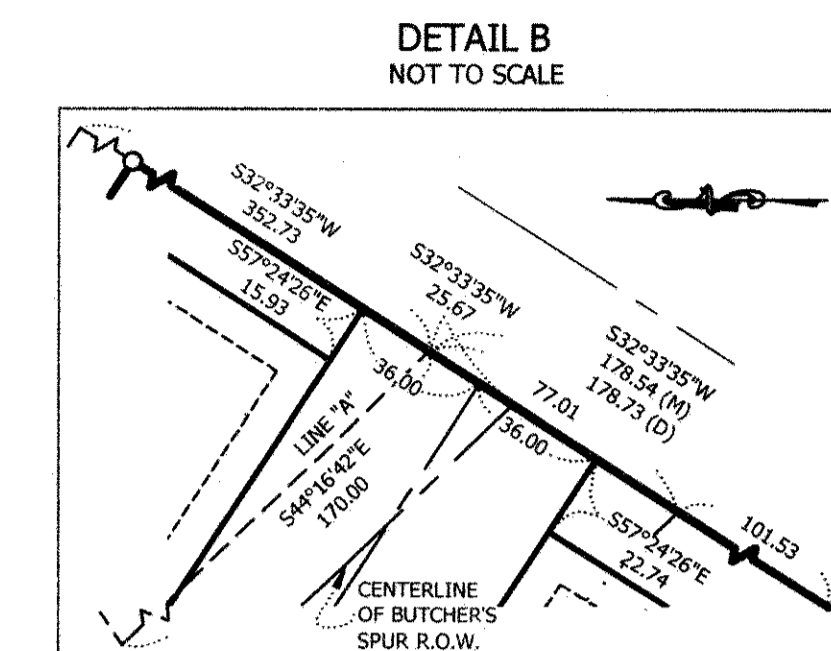 DETAIL B
NOT TO SCALE
S32°33'35"W
352.73
S57°24'26"E
15.93
S32°33'35"W
25.67
S32°33'35"W
178.54 (M)
178.73 (D)
36.00
77.01
36.00
LINE "A"
S44°16'42"E
170.00
S57°24'26"E
22.74
101.53
CENTERLINE
OF BUTCHER'S
SPUR R.O.W.